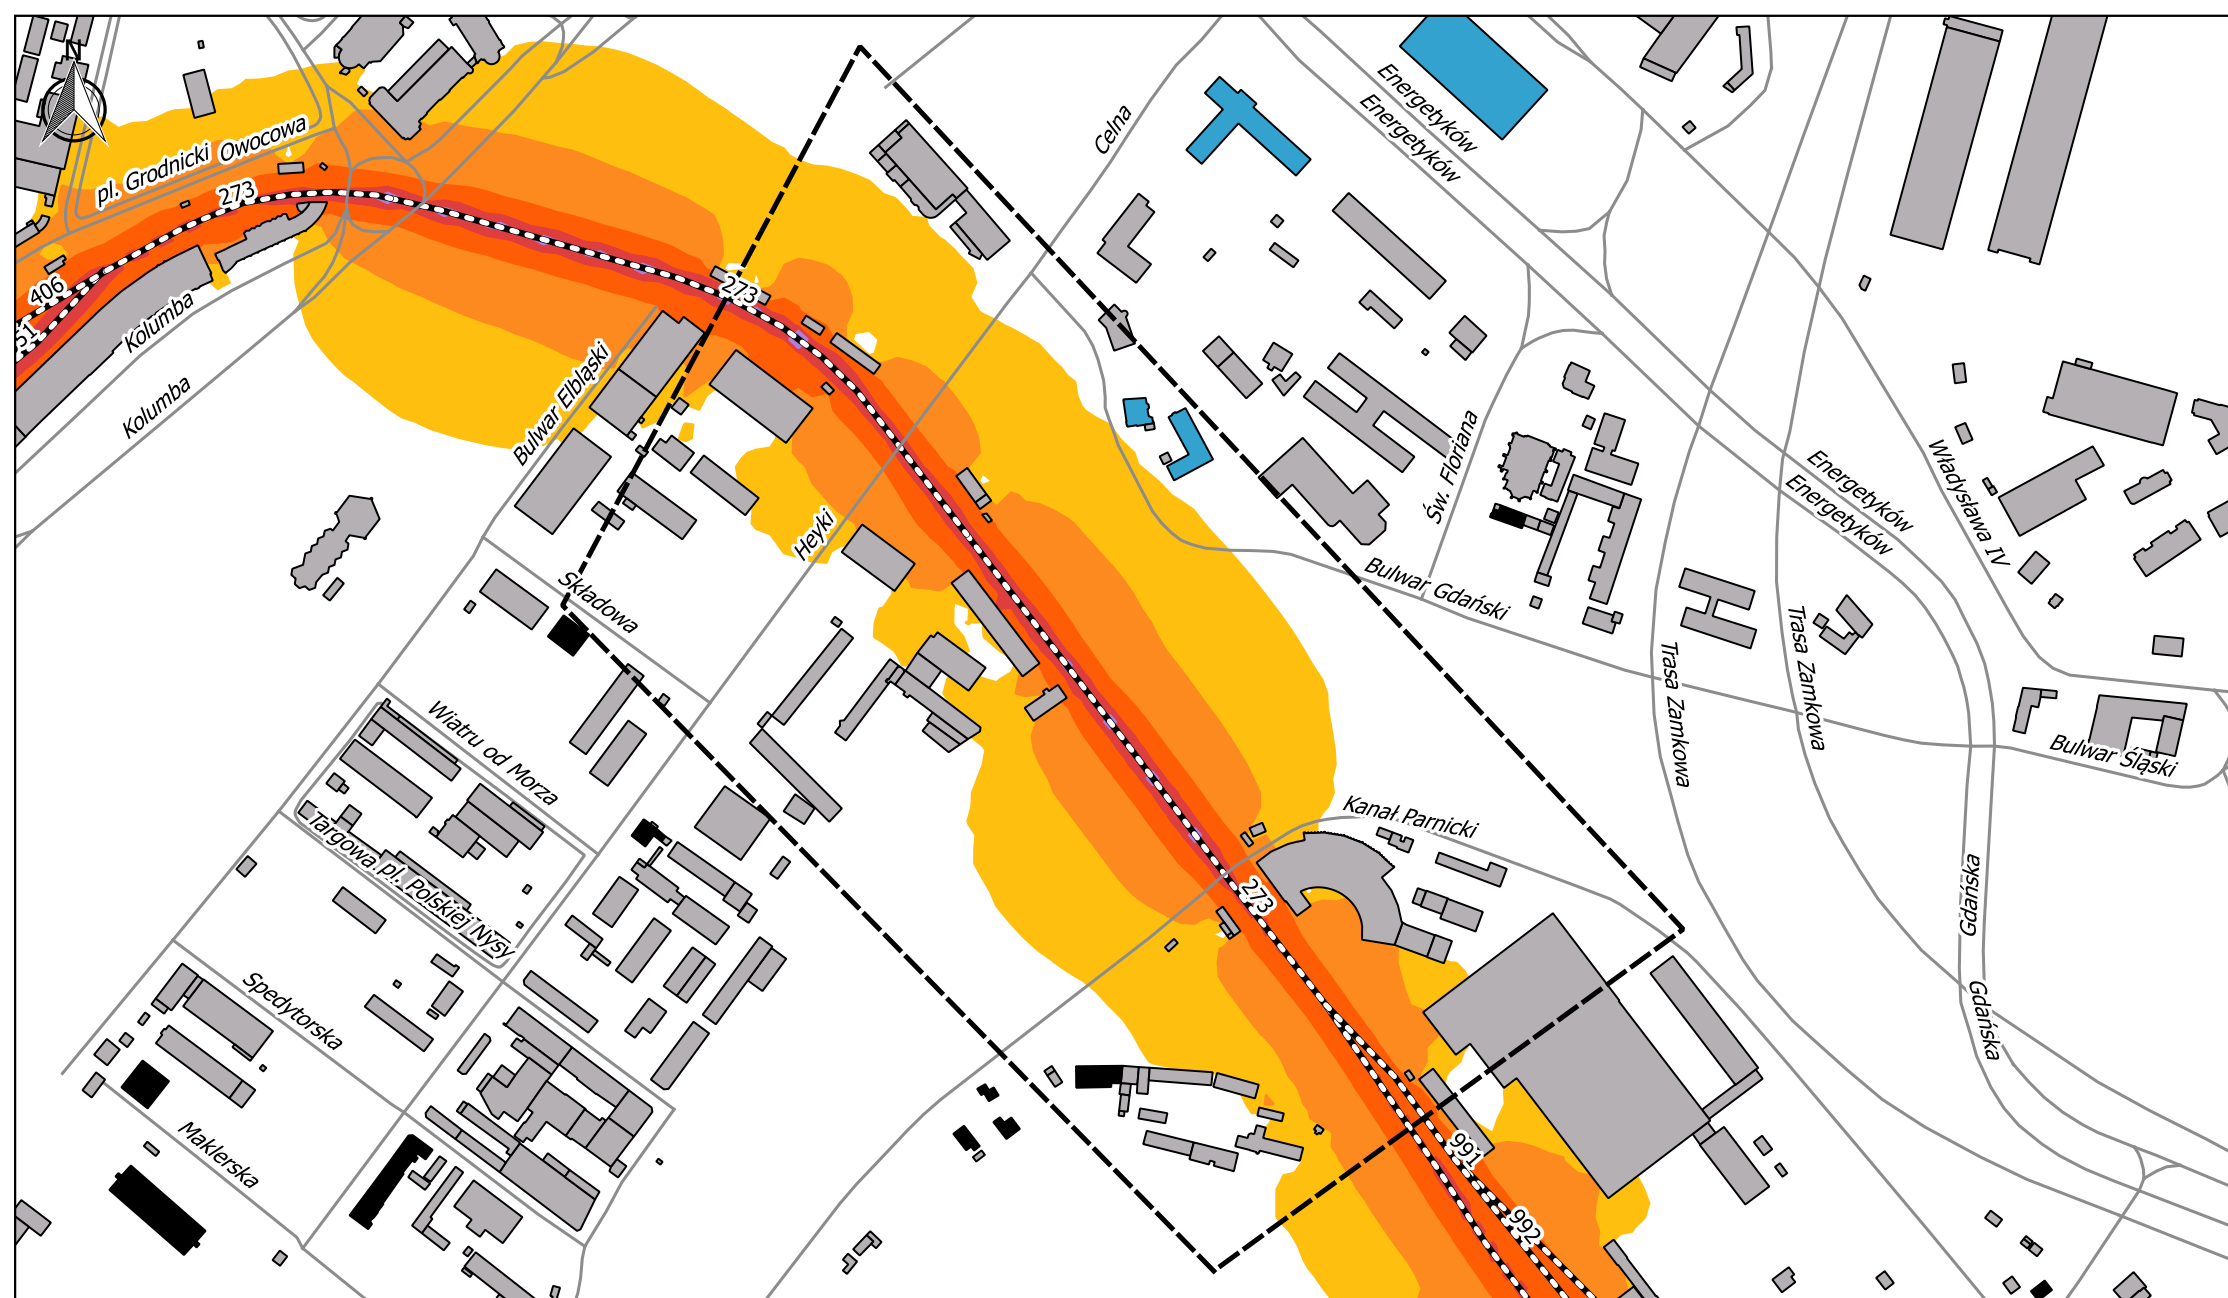 N
Energetyków
Energetyków
Celna
pl. Grodnicki
Owocowa
273
406
51
Kolumba
Kolumba
273
Bulwar Elbląski
Heyki
Św. Floriana
Energetyków
Energetyków
Władysława IV
Bulwar Gdański
Składowa
Trasa Zamkowa
Trasa Zamkowa
Wiatru od Morza
Bulwar Śląski
Kanał Parnicki
Targowa
pl. Polskiej Nysy
273
Gdańska
Gdańska
Spedytorska
Maklerska
991
992